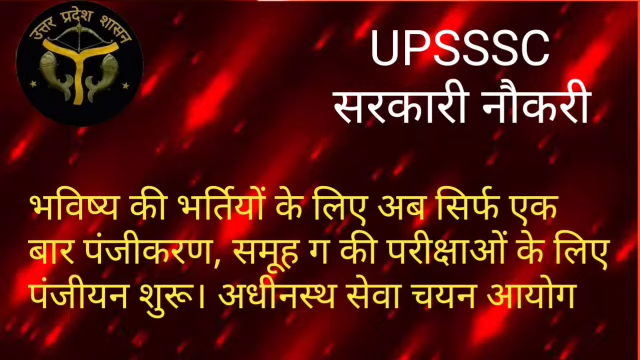 उत्तर प्रदेश शासन
UPSSSC
सरकारी नौकरी
भविष्य की भर्तियों के लिए अब सिर्फ एक
बार पंजीकरण, समूह ग की परीक्षाओं के लिए
पंजीयन शुरू। अधीनस्थ सेवा चयन आयोग